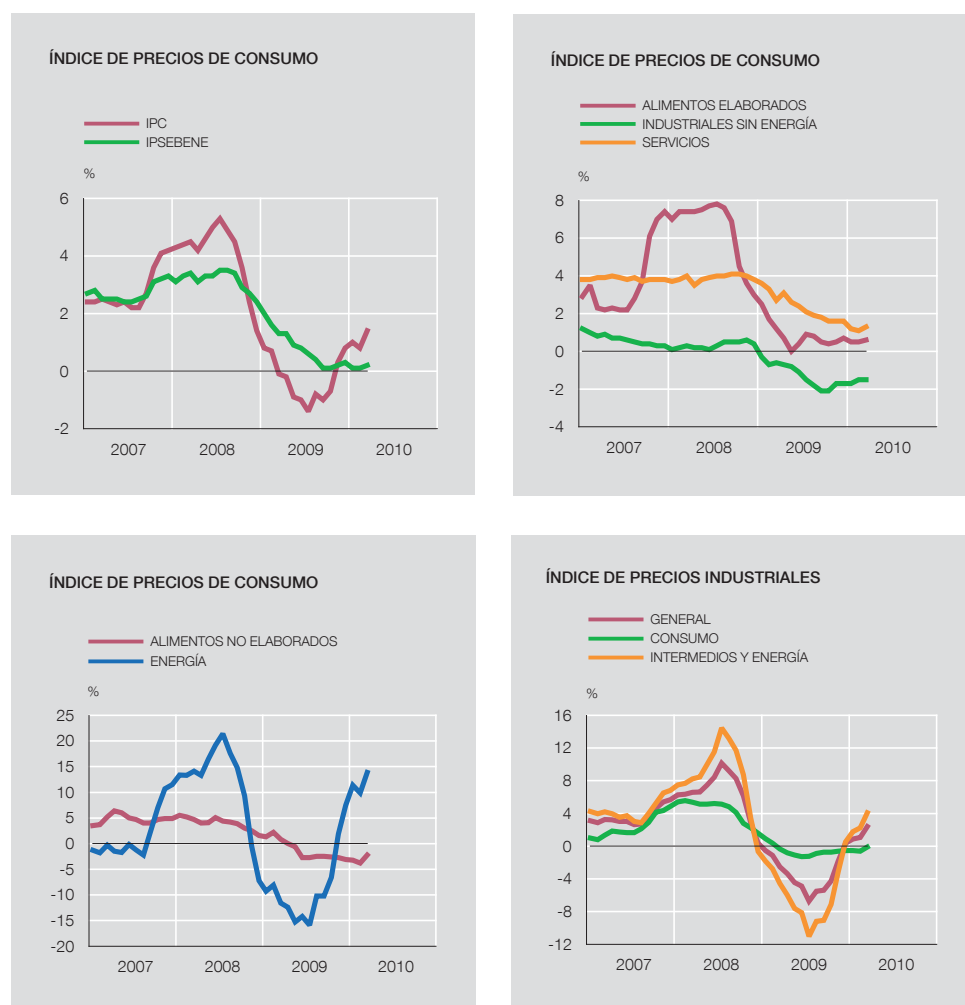 ÍNDICE DE PRECIOS DE CONSUMO
IPC
IPSEBENE
%
6
4
2
0
-2
2007 2008 2009 2010
ÍNDICE DE PRECIOS DE CONSUMO
ALIMENTOS ELABORADOS
INDUSTRIALES SIN ENERGÍA
SERVICIOS
%
8
6
4
2
0
-2
-4
2007 2008 2009 2010
ÍNDICE DE PRECIOS DE CONSUMO
ALIMENTOS NO ELABORADOS
ENERGÍA
%
25
20
15
10
5
0
-5
-10
-15
-20
2007 2008 2009 2010
ÍNDICE DE PRECIOS INDUSTRIALES
GENERAL
CONSUMO
INTERMEDIOS Y ENERGÍA
%
16
12
8
4
0
-4
-8
-12
2007 2008 2009 2010